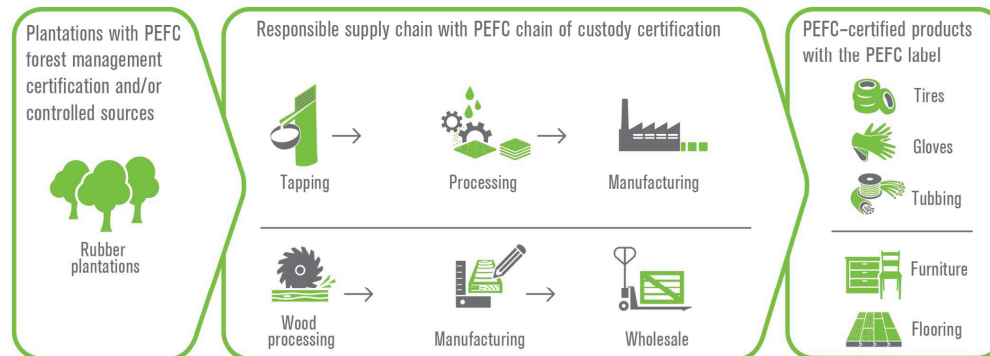 Plantations with PEFC
forest management
certification and/or
controlled sources
Rubber
plantations
Responsible supply chain with PEFC chain of custody certification
Tapping
Processing
Manufacturing
Wood
processing
Manufacturing
Wholesale
PEFC-certified products
with the PEFC label
Tires
Gloves
Tubbing
Furniture
Flooring